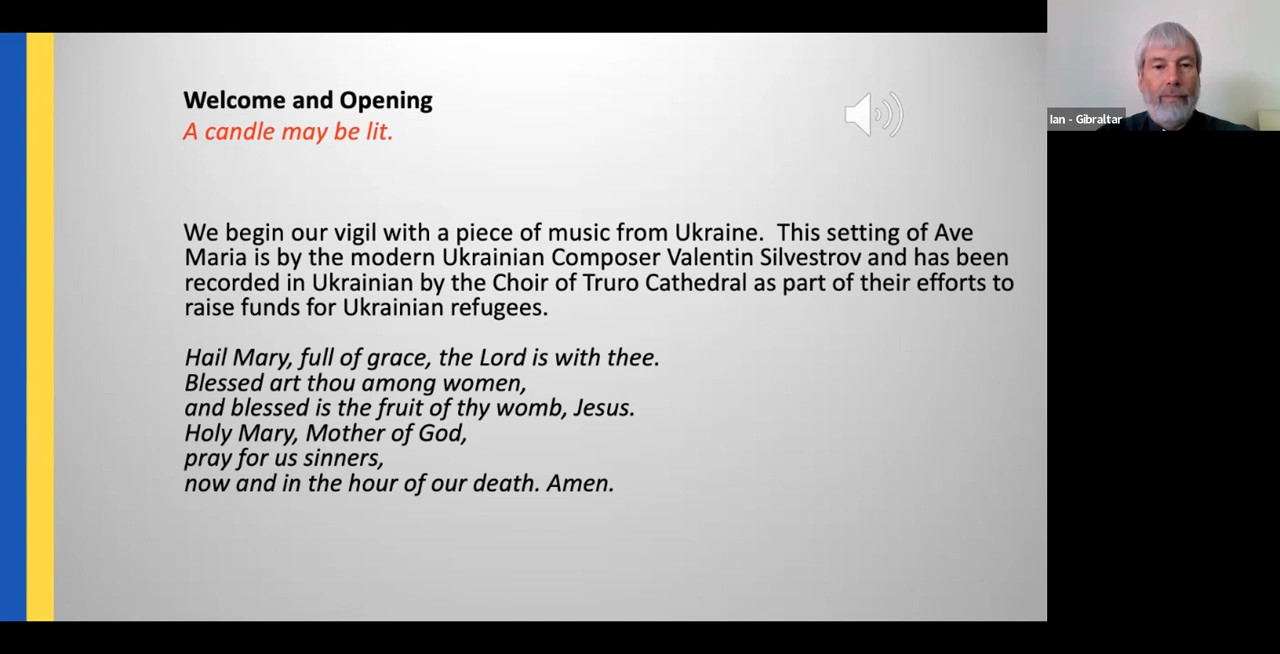 Welcome and Opening
A candle may be lit.
We begin our vigil with a piece of music from Ukraine.  This setting of Ave
Maria is by the modern Ukrainian Composer Valentin Silvestrov and has been
recorded in Ukrainian by the Choir of Truro Cathedral as part of their efforts to
raise funds for Ukrainian refugees.
Hail Mary, full of grace, the Lord is with thee.
Blessed art thou among women,
and blessed is the fruit of thy womb, Jesus.
Holy Mary, Mother of God,
pray for us sinners,
now and in the hour of our death. Amen.
Ian - Gibraltar